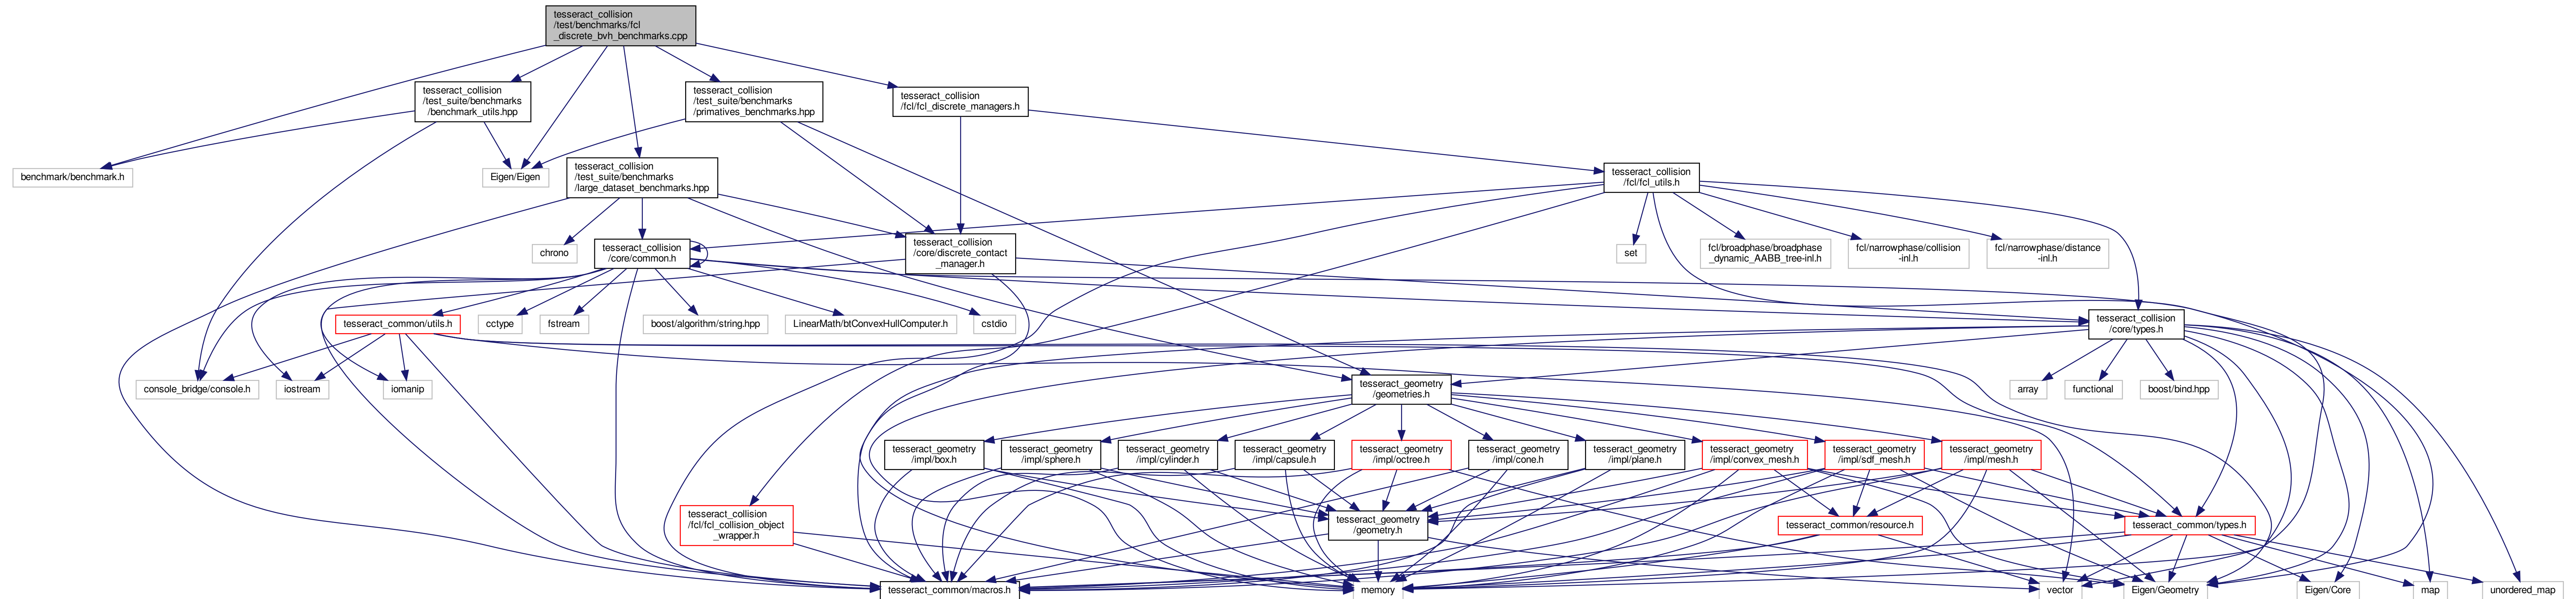 tesseract_collision
/test/benchmarks/fcl
_discrete_bvh_benchmarks.cpp
tesseract_collision
/test_suite/benchmarks
/benchmark_utils.hpp
tesseract_collision
/test_suite/benchmarks
/primatives_benchmarks.hpp
tesseract_collision
/fcl/fcl_discrete_managers.h
benchmark/benchmark.h
Eigen/Eigen
tesseract_collision
/test_suite/benchmarks
/large_dataset_benchmarks.hpp
tesseract_collision
/fcl/fcl_utils.h
chrono
tesseract_collision
/core/common.h
tesseract_collision
/core/discrete_contact
_manager.h
set
fcl/broadphase/broadphase
_dynamic_AABB_tree-inl.h
fcl/narrowphase/collision
-inl.h
fcl/narrowphase/distance
-inl.h
tesseract_common/utils.h
cctype
fstream
boost/algorithm/string.hpp
LinearMath/btConvexHullComputer.h
cstdio
tesseract_collision
/core/types.h
console_bridge/console.h
iostream
iomanip
tesseract_geometry
/geometries.h
array
functional
boost/bind.hpp
tesseract_geometry
/impl/box.h
tesseract_geometry
/impl/sphere.h
tesseract_geometry
/impl/cylinder.h
tesseract_geometry
/impl/capsule.h
tesseract_geometry
/impl/octree.h
tesseract_geometry
/impl/cone.h
tesseract_geometry
/impl/plane.h
tesseract_geometry
/impl/convex_mesh.h
tesseract_geometry
/impl/sdf_mesh.h
tesseract_geometry
/impl/mesh.h
tesseract_collision
/fcl/fcl_collision_object
_wrapper.h
tesseract_geometry
/geometry.h
tesseract_common/resource.h
tesseract_common/types.h
tesseract_common/macros.h
memory
vector
Eigen/Geometry
Eigen/Core
map
unordered_map